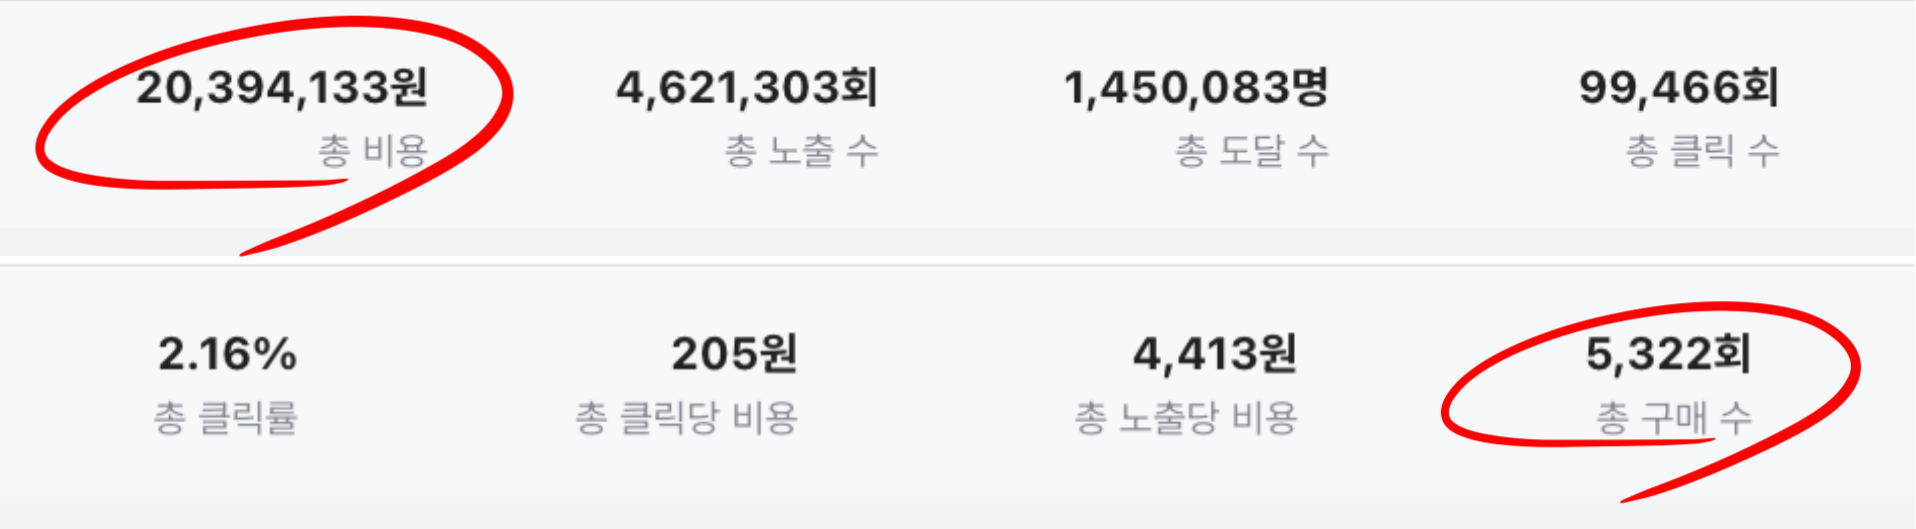 20,394,133원 4,621,303회 1,450,083명 99,466회
총 비용 총 노출 수 총 도달 수 총 클릭 수
2.16% 205원 4,413원 5,322회
총 클릭률 총 클릭당 비용 총 노출당 비용 총 구매 수